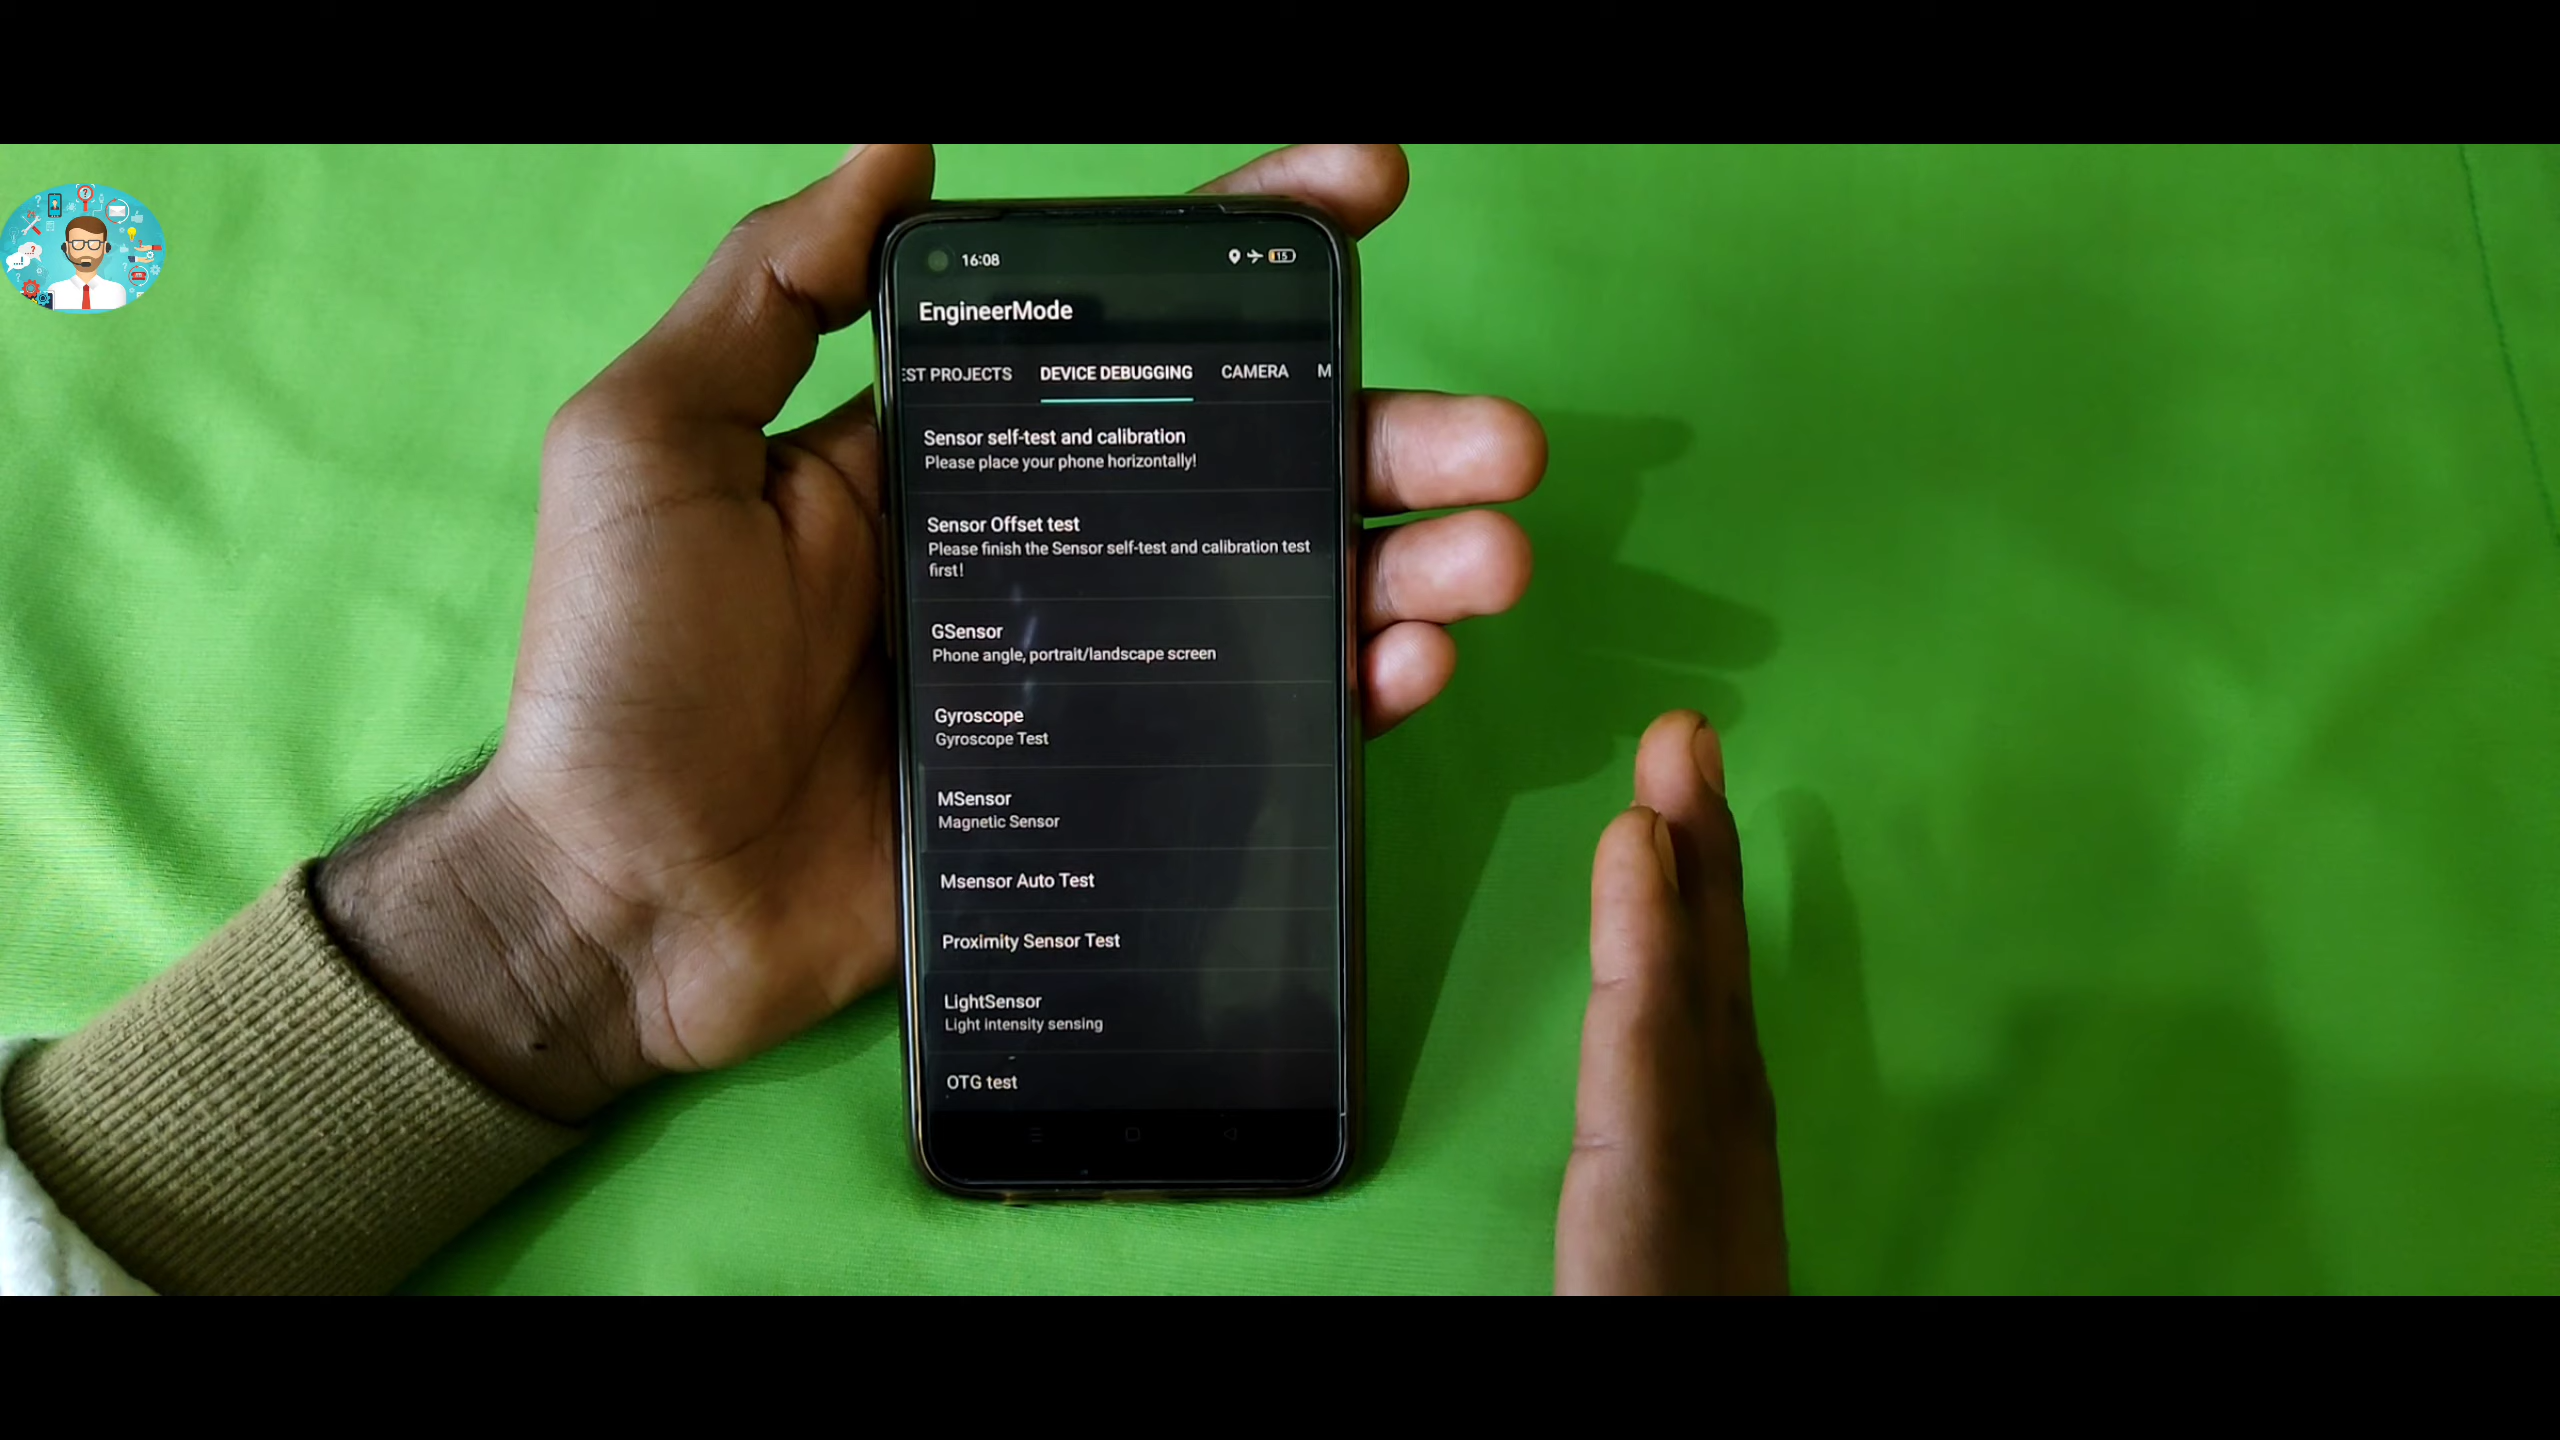 16:08
15
EngineerMode
EST PROJECTS DEVICE DEBUGGING CAMERA M
Sensor self-test and calibration
Please place your phone horizontally!
Sensor Offset test
Please finish the Sensor self-test and calibration test
first!
GSensor
Phone angle, portrait/landscape screen
Gyroscope
Gyroscope Test
MSensor
Magnetic Sensor
Msensor Auto Test
Proximity Sensor Test
LightSensor
Light intensity sensing
OTG test